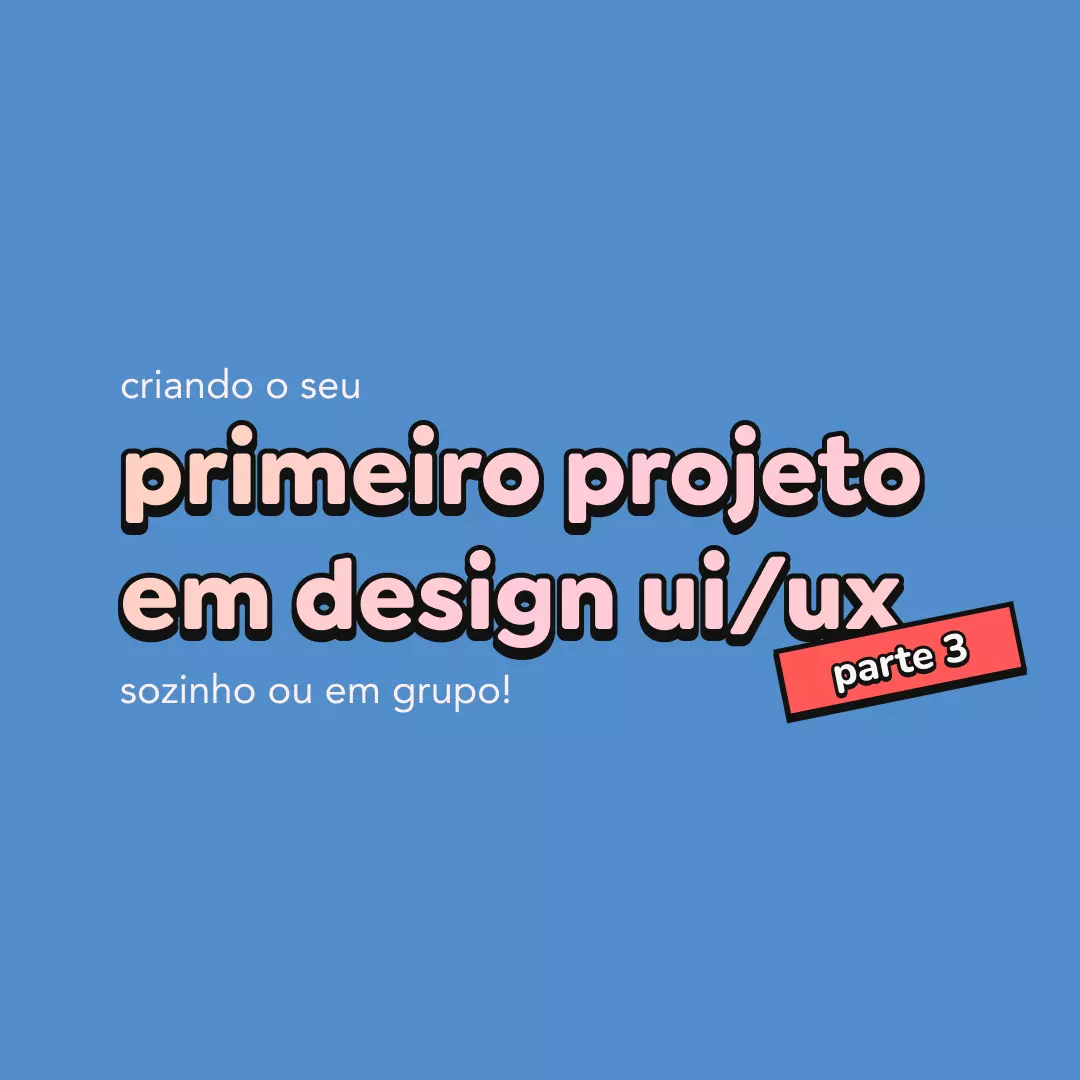 criando o seu
primeiro projeto
em design ui/ux
parte 3
sozinho ou em grupo!